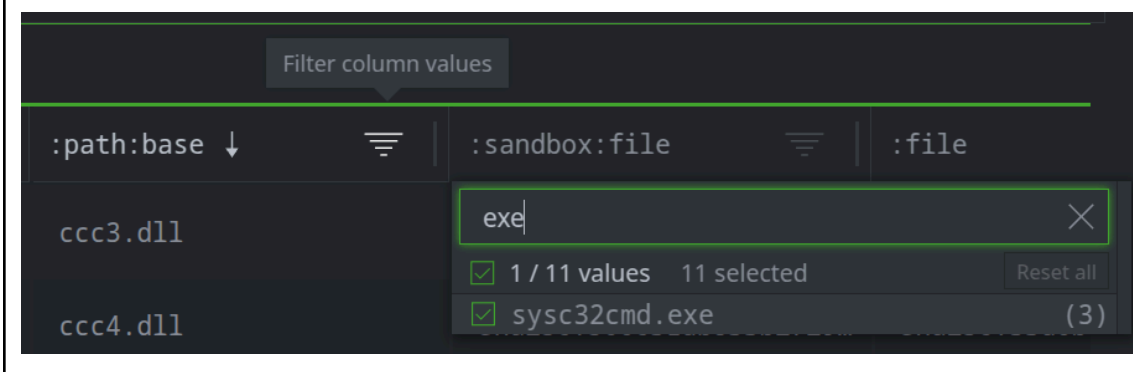 Filter column values
:path:base ↓ :sandbox:file :file
exe
ccc3.dll
1 / 11 values 11 selected Reset all
sysc32cmd.exe (3)
ccc4.dll